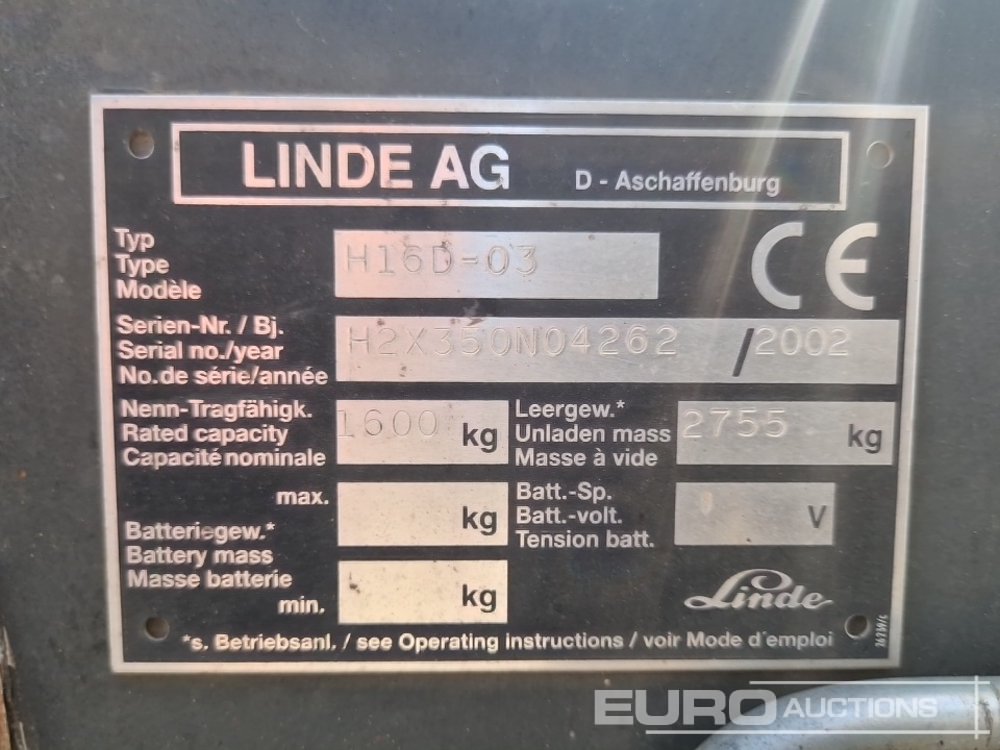 LINDE AG D - Aschaffenburg
Typ
Type
Modèle
H16D-03
CE
Serien-Nr. / Bj.
Serial no./year
No.de série/année
H2X350N04262 / 2002
Nenn-Tragfähigk.
Rated capacity
Capacité nominale
1600 kg
Leergew.*
Unladen mass
Masse à vide
2755 kg
max. kg
Batteriegew.*
Battery mass
Masse batterie
min. kg
Batt.-Sp.
Batt.-volt.
Tension batt.
V
Linde
*s. Betriebsanl. / see Operating instructions / voir Mode d'emploi
EURO AUCTIONS